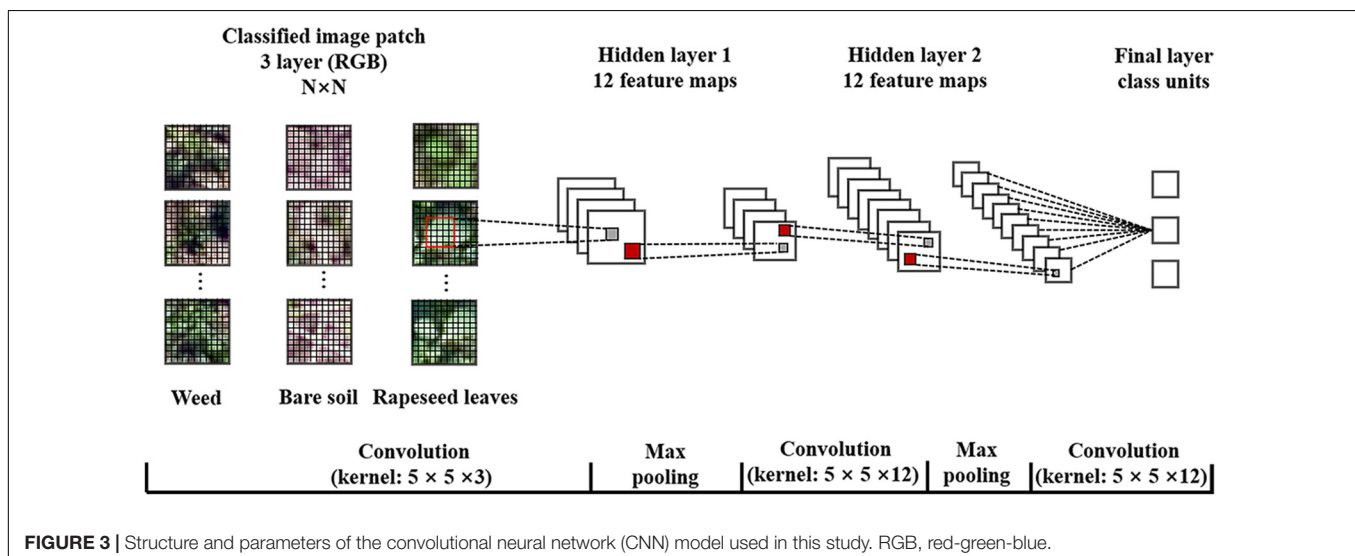 Classified image patch
3 layer (RGB)
N×N
Hidden layer 1
12 feature maps
Hidden layer 2
12 feature maps
Final layer
class units
Weed
Bare soil
Rapeseed leaves
Convolution
(kernel: 5 × 5 ×3)
Max
pooling
Convolution
(kernel: 5 × 5 ×12)
Max
pooling
Convolution
(kernel: 5 × 5 ×12)
FIGURE 3 | Structure and parameters of the convolutional neural network (CNN) model used in this study. RGB, red-green-blue.